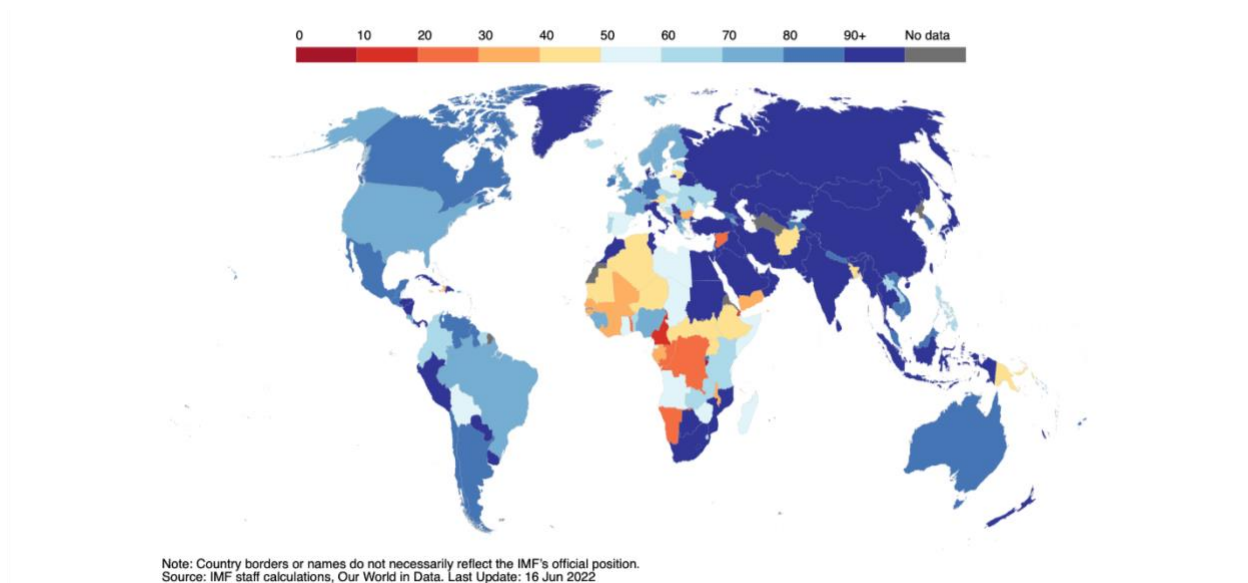 0 10 20 30 40 50 60 70 80 90+ No data
Note: Country borders or names do not necessarily reflect the IMF's official position.
Source: IMF staff calculations, Our World in Data. Last Update: 16 Jun 2022